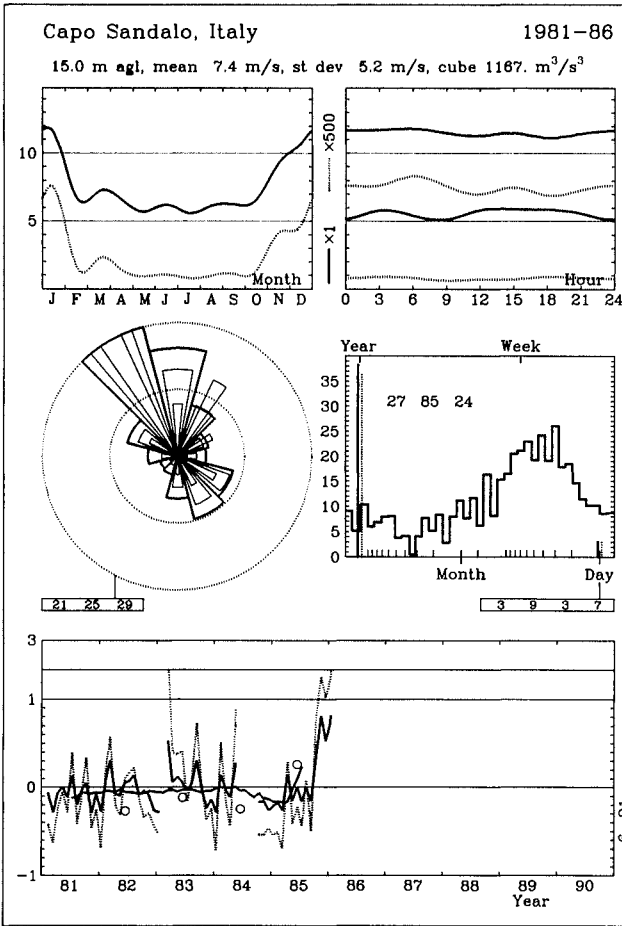 Capo Sandalo, Italy 1981–86
15.0 m agl, mean 7.4 m/s, st dev 5.2 m/s, cube 1167. m³/s³
10
5
J F M A M J J A S O N D
Month
×1 ×500
0 3 6 9 12 15 18 21 24
Hour
Year Week
35
30
25
20
15
10
5
0
27 85 24
Month Day
21 25 29
3 9 3 7
3
1
0
−1
81 82 83 84 85 86 87 88 89 90
Year